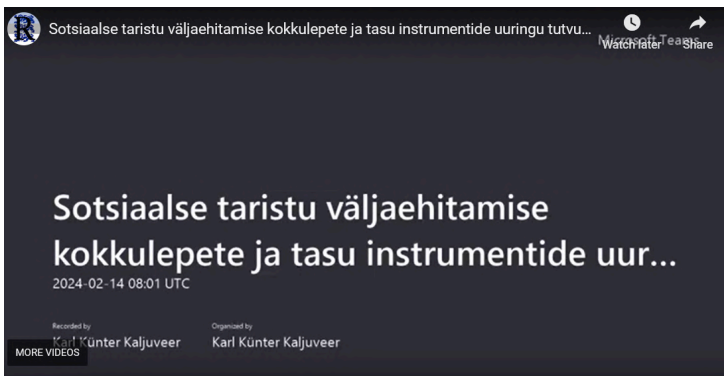 R
Sotsiaalse taristu väljaehitamise kokkulepete ja tasu instrumentide uuringu tutvu...
Watch later
Share
Microsoft Teams
Sotsiaalse taristu väljaehitamise
kokkulepete ja tasu instrumentide uur...
2024-02-14 08:01 UTC
Recorded by
Organized by
Karl Künter Kaljuveer
Karl Künter Kaljuveer
MORE VIDEOS